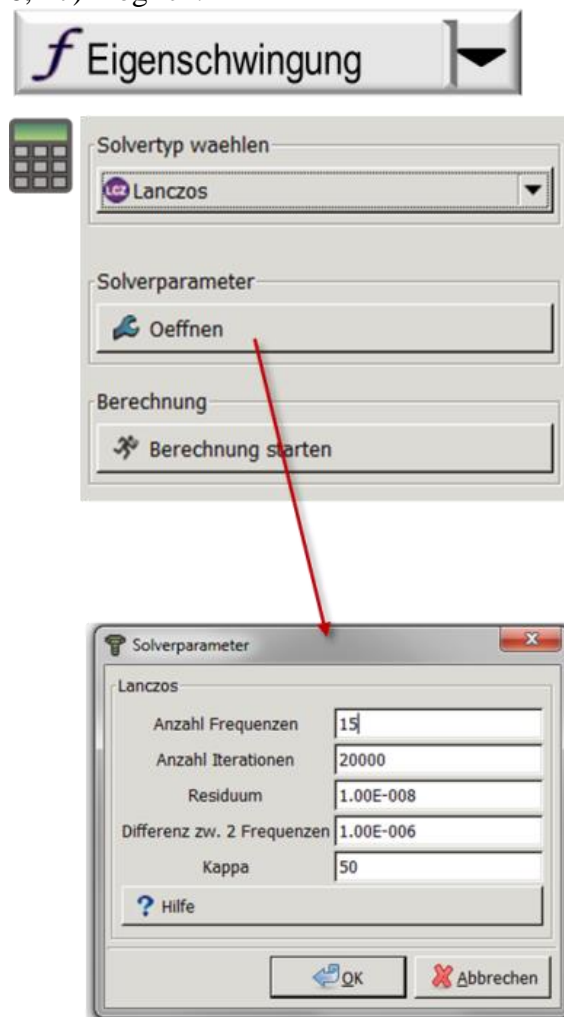 f Eigenschwingung
Solvertyp waehlen
LCZ Lanczos
Solverparameter
Oeffnen
Berechnung
Berechnung starten
Solverparameter
Lanczos
Anzahl Frequenzen 15
Anzahl Iterationen 20000
Residuum 1.00E-008
Differenz zw. 2 Frequenzen 1.00E-006
Kappa 50
? Hilfe
OK Abbrechen